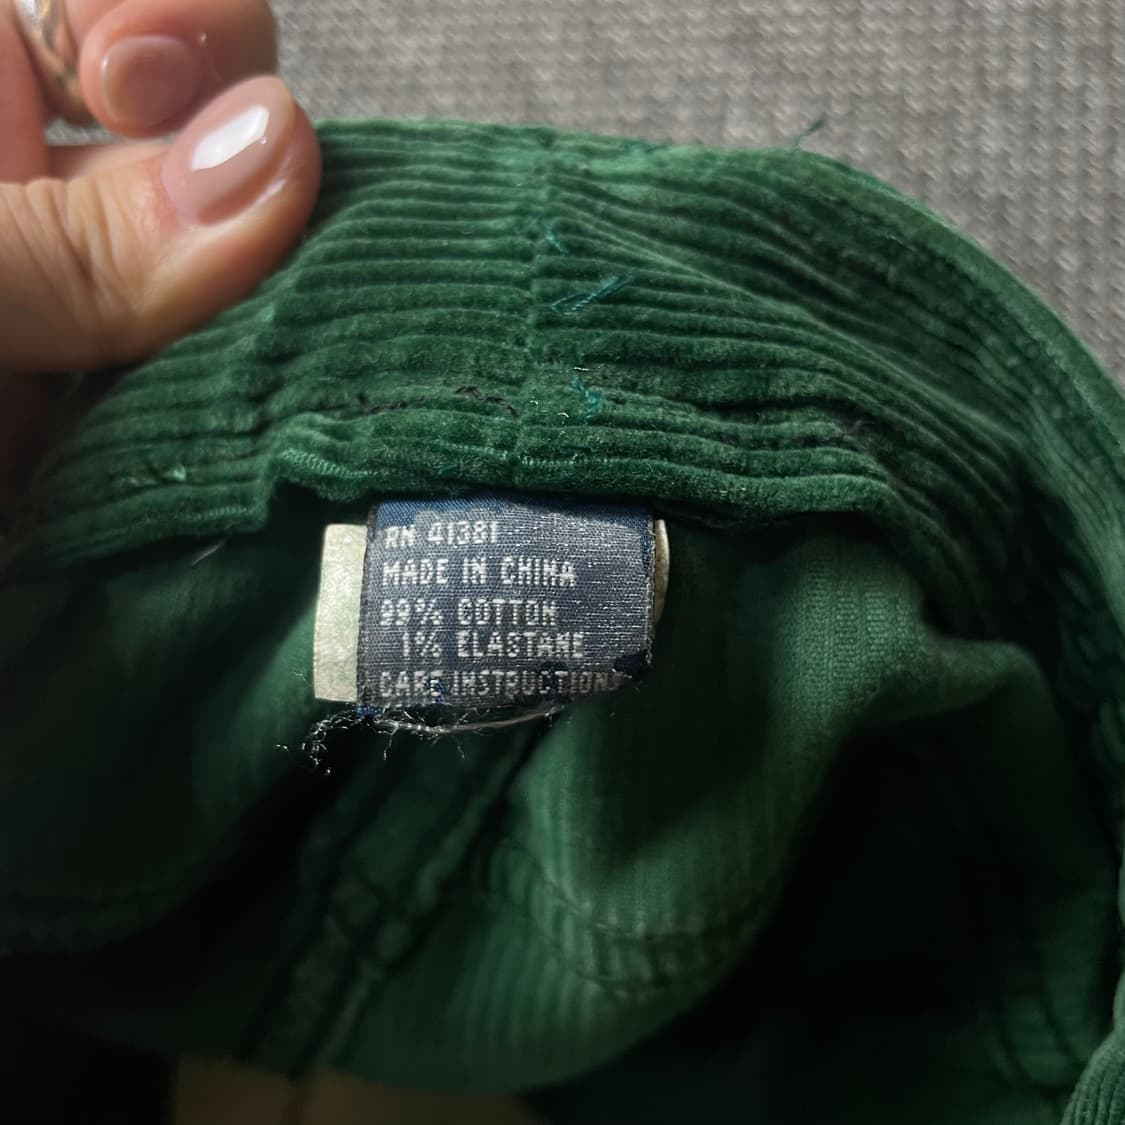 RN 41381
MADE IN CHINA
99% COTTON
1% ELASTANE
CARE INSTRUCTIONS